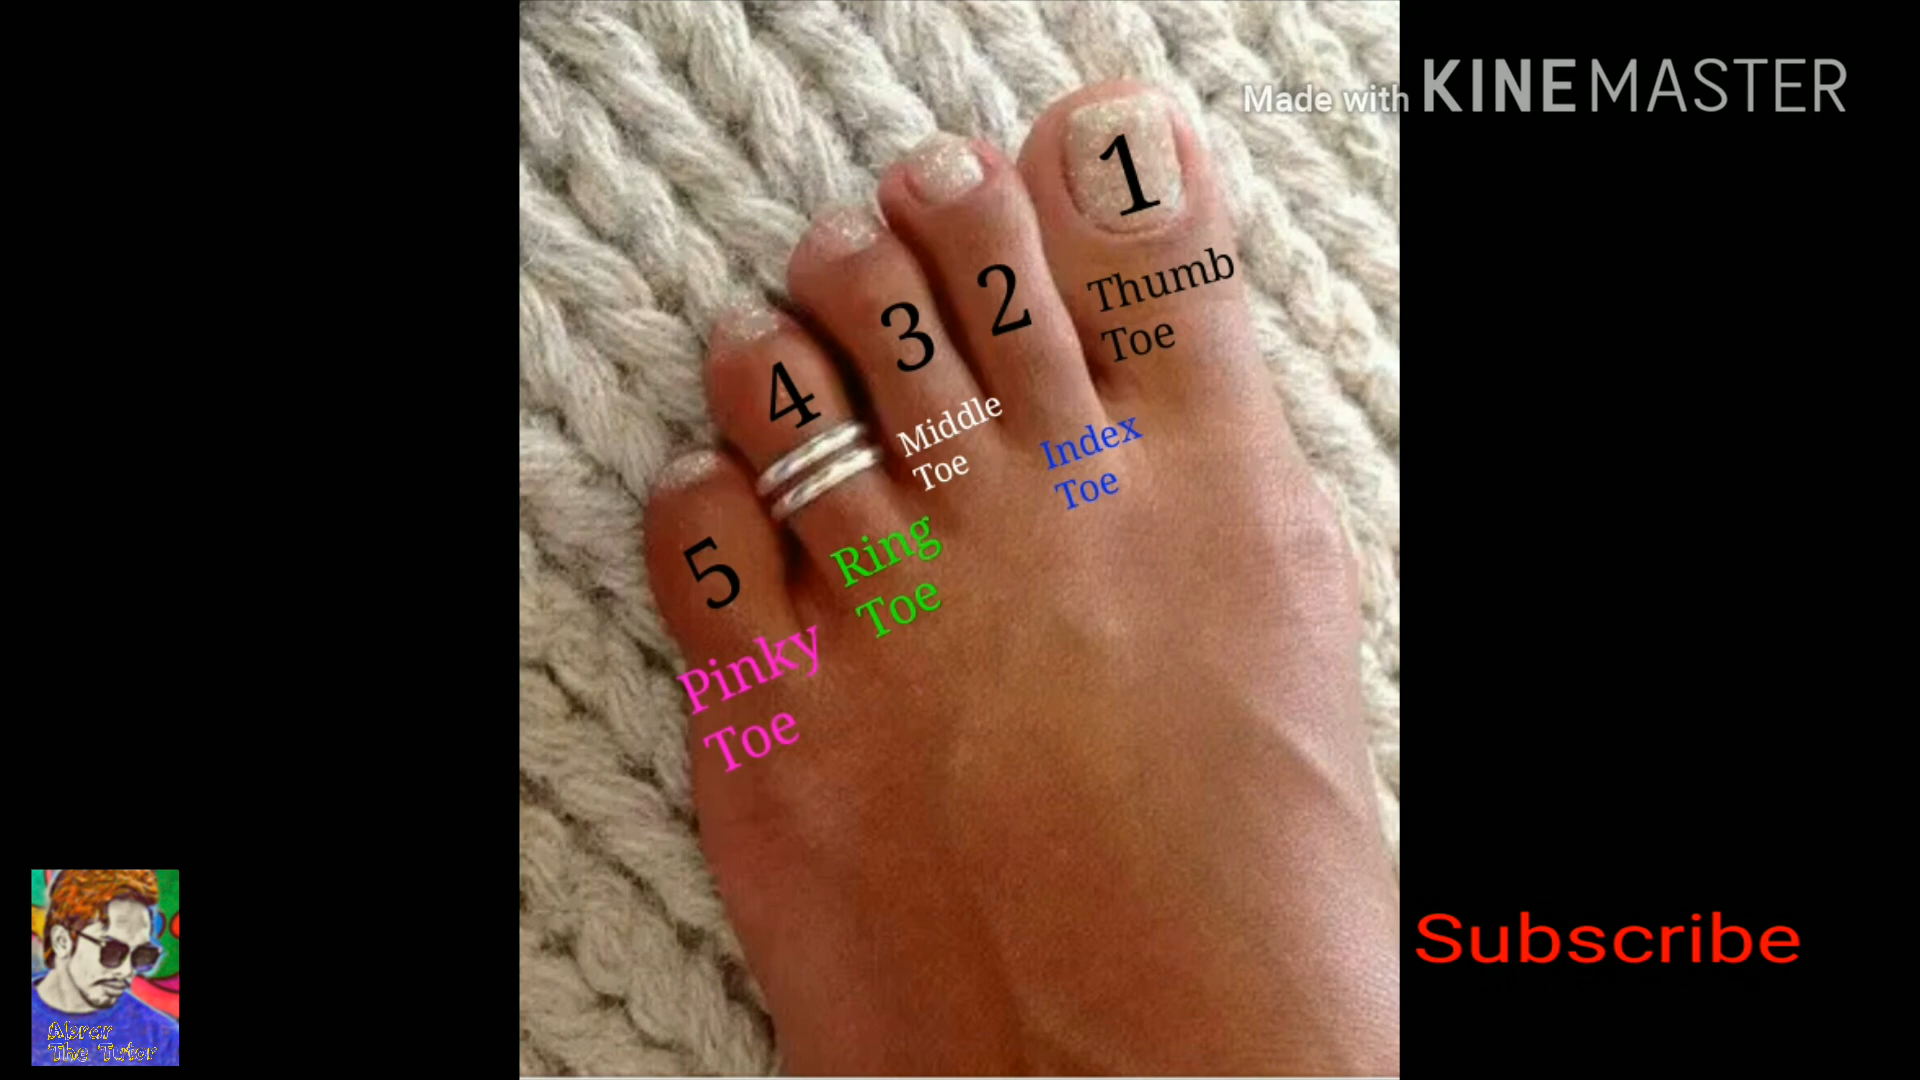 Made with KINEMASTER
1
Thumb
Toe
2
Index
Toe
3
Middle
Toe
4
Ring
Toe
5
Pinky
Toe
Subscribe
Abrar
The Tutor